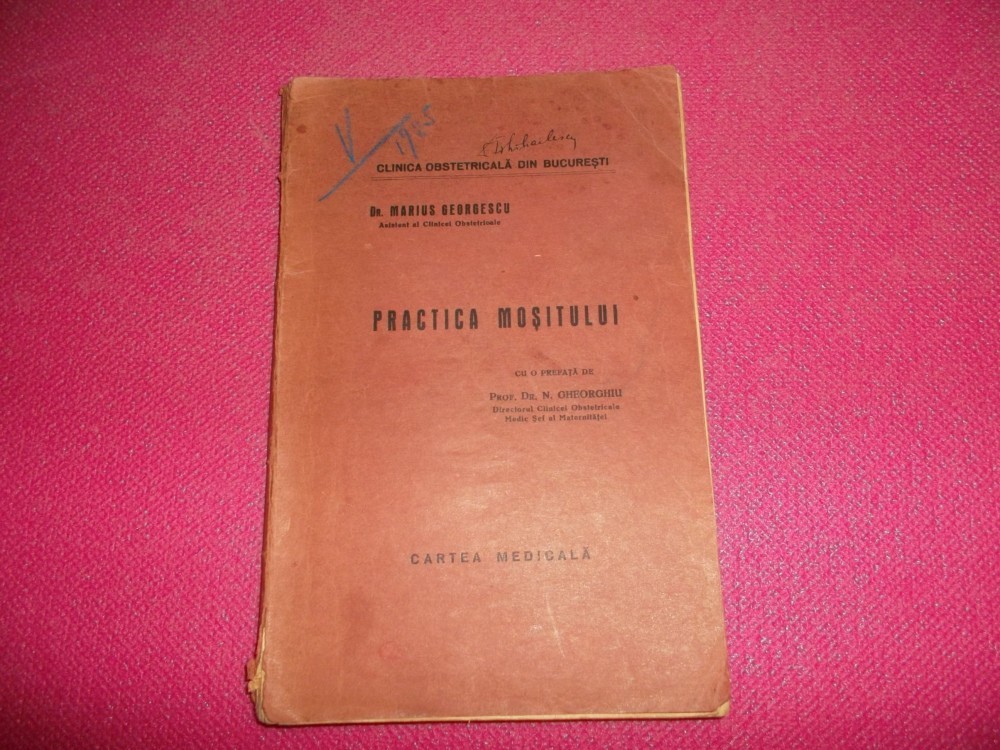 V
CLINICA OBSTETRICALĂ DIN BUCUREȘTI
DR. MARIUS GEORGESCU
Asistent al Clinicei Obstetricale
PRACTICA MOȘITULUI
CU O PREFAȚĂ DE
PROF. DR. N. GHEORGHIU
Directorul Clinicei Obstetricale
Medic Șef al Maternităței
CARTEA MEDICALĂ